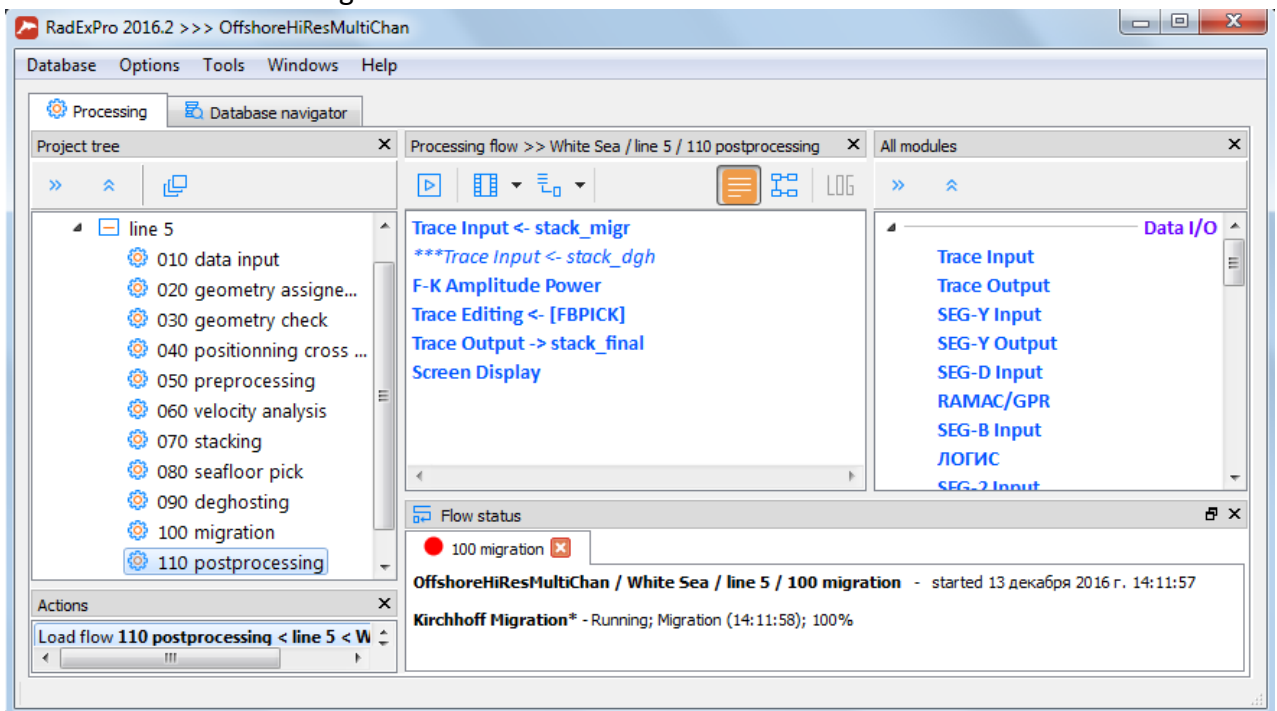 RadExPro 2016.2 >>> OffshoreHiResMultiChan
Database Options Tools Windows Help
Processing Database navigator
Project tree
line 5
010 data input
020 geometry assigne...
030 geometry check
040 positionning cross ...
050 preprocessing
060 velocity analysis
070 stacking
080 seafloor pick
090 deghosting
100 migration
110 postprocessing
Actions
Load flow 110 postprocessing < line 5 < W
Processing flow >> White Sea / line 5 / 110 postprocessing
LOG
Trace Input <- stack_migr
***Trace Input <- stack_dgh
F-K Amplitude Power
Trace Editing <- [FBPICK]
Trace Output -> stack_final
Screen Display
All modules
Data I/O
Trace Input
Trace Output
SEG-Y Input
SEG-Y Output
SEG-D Input
RAMAC/GPR
SEG-B Input
ЛОГИС
SEG-2 Input
Flow status
100 migration
OffshoreHiResMultiChan / White Sea / line 5 / 100 migration - started 13 декабря 2016 г. 14:11:57
Kirchhoff Migration* - Running; Migration (14:11:58); 100%